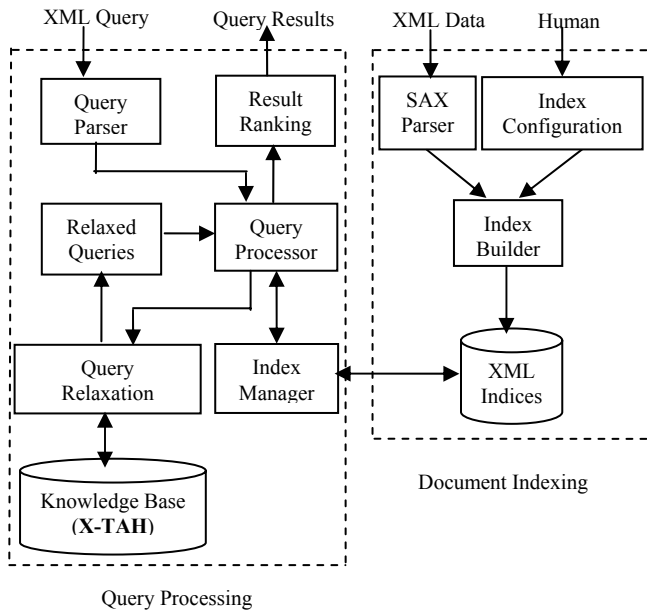 XML Query
Query Results
XML Data
Human
Query
Parser
Result
Ranking
SAX
Parser
Index
Configuration
Relaxed
Queries
Query
Processor
Index
Builder
Query
Relaxation
Index
Manager
XML
Indices
Knowledge Base
(X-TAH)
Document Indexing
Query Processing